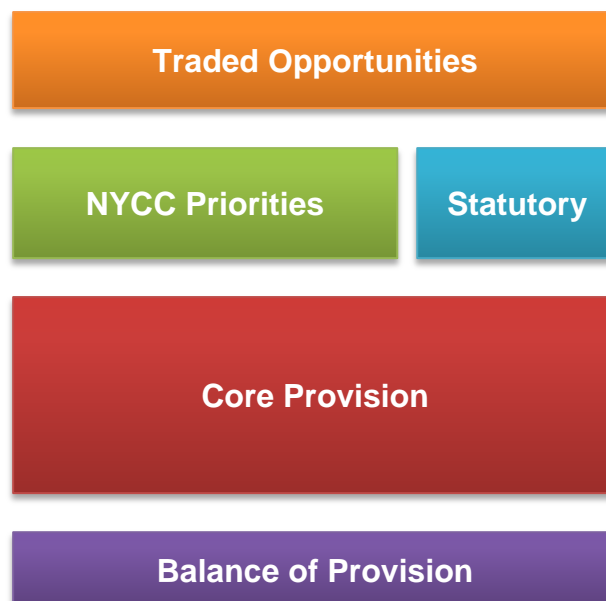 Traded Opportunities
NYCC Priorities
Statutory
Core Provision
Balance of Provision